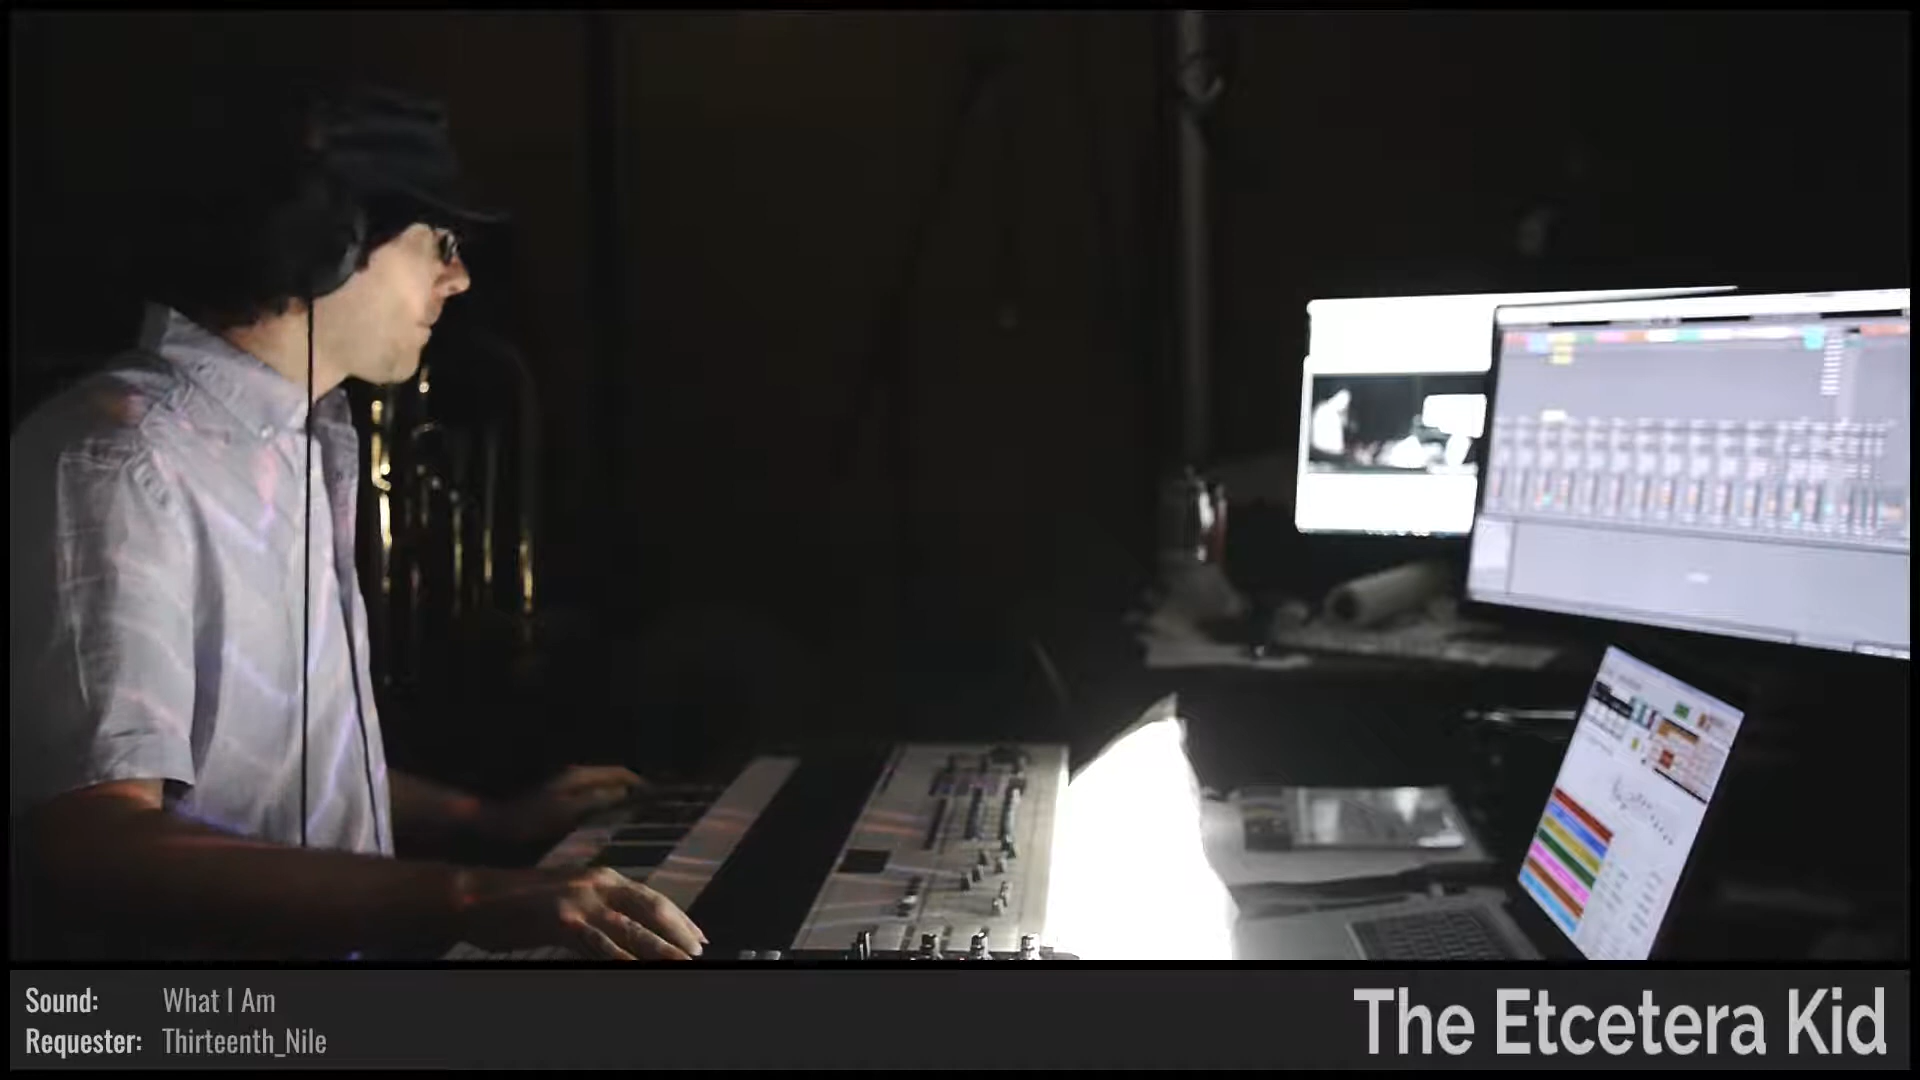 Sound: What I Am
Requester: Thirteenth_Nile
The Etcetera Kid